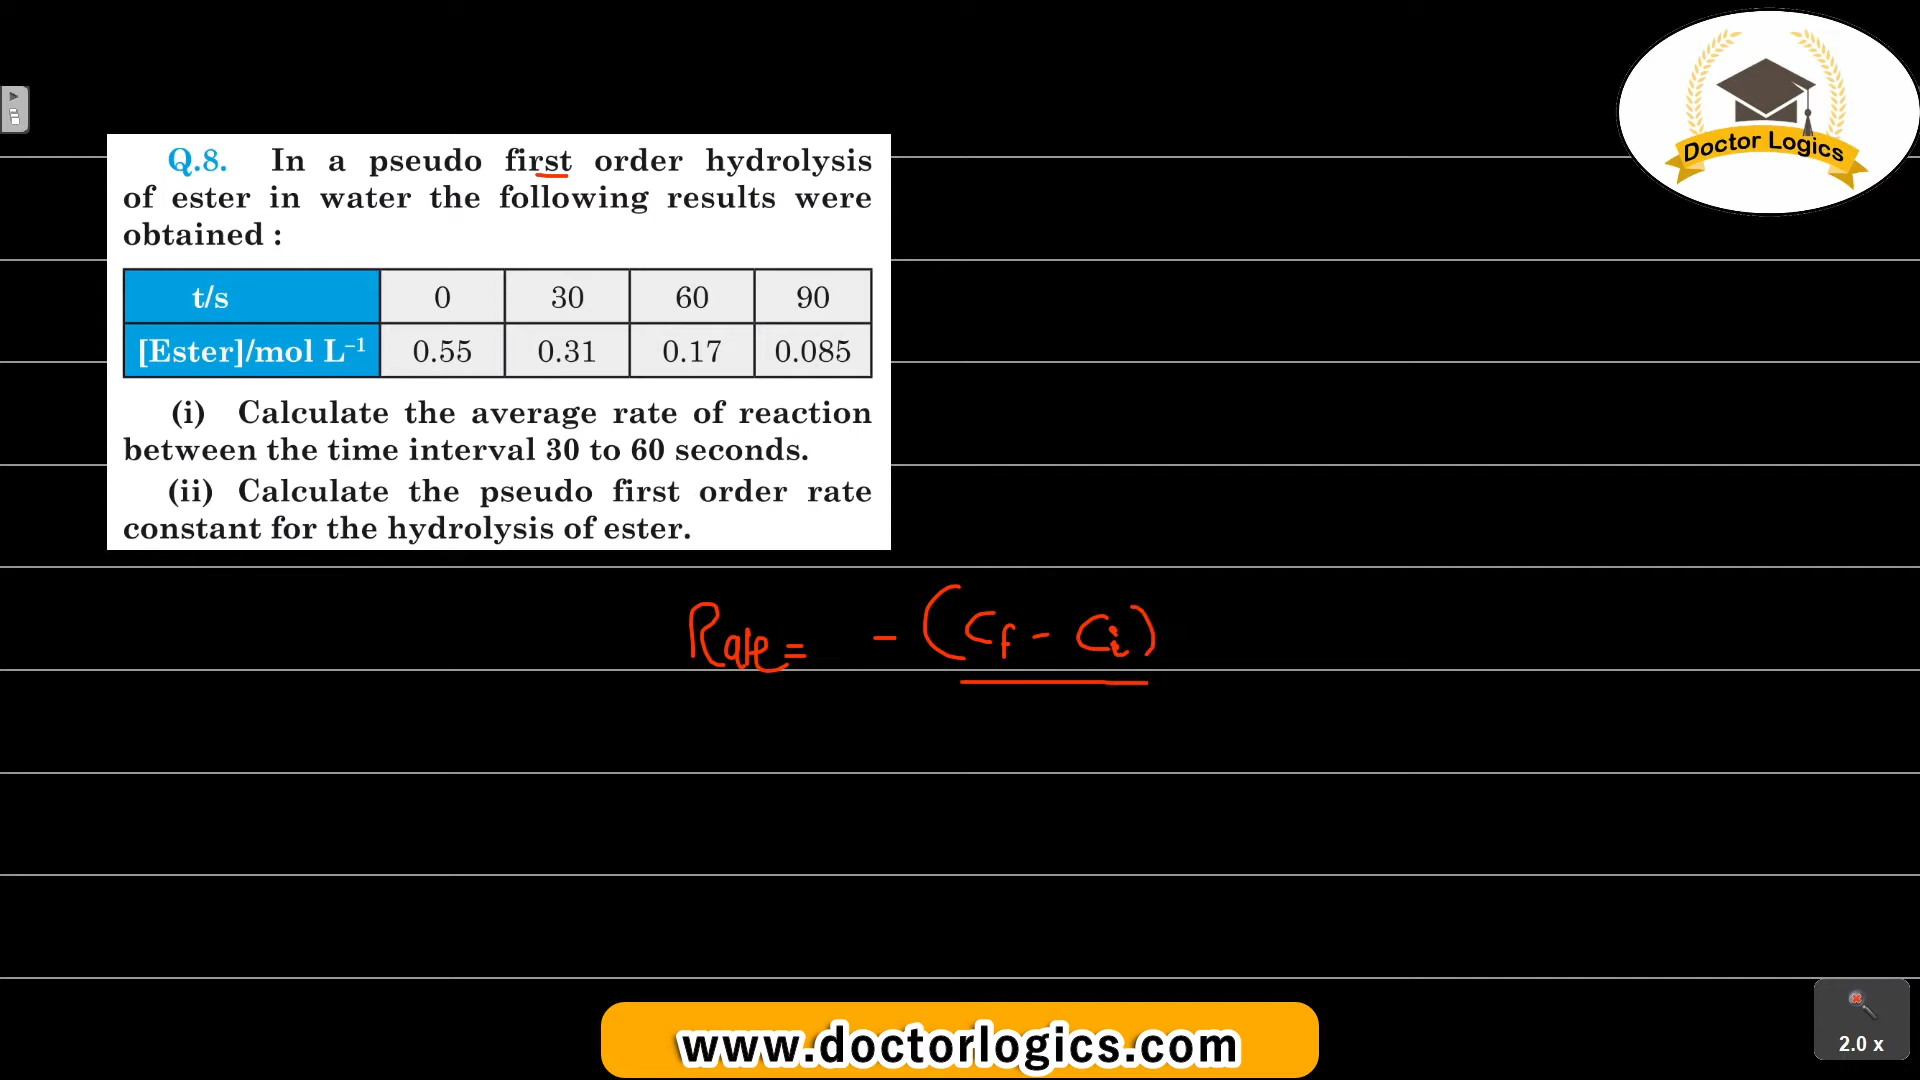 Doctor Logics
Q.8. In a pseudo first order hydrolysis
of ester in water the following results were
obtained :
t/s 0 30 60 90
[Ester]/mol L⁻¹ 0.55 0.31 0.17 0.085
(i) Calculate the average rate of reaction
between the time interval 30 to 60 seconds.
(ii) Calculate the pseudo first order rate
constant for the hydrolysis of ester.
Rate = - (Cf - Ci)
www.doctorlogics.com
2.0 x